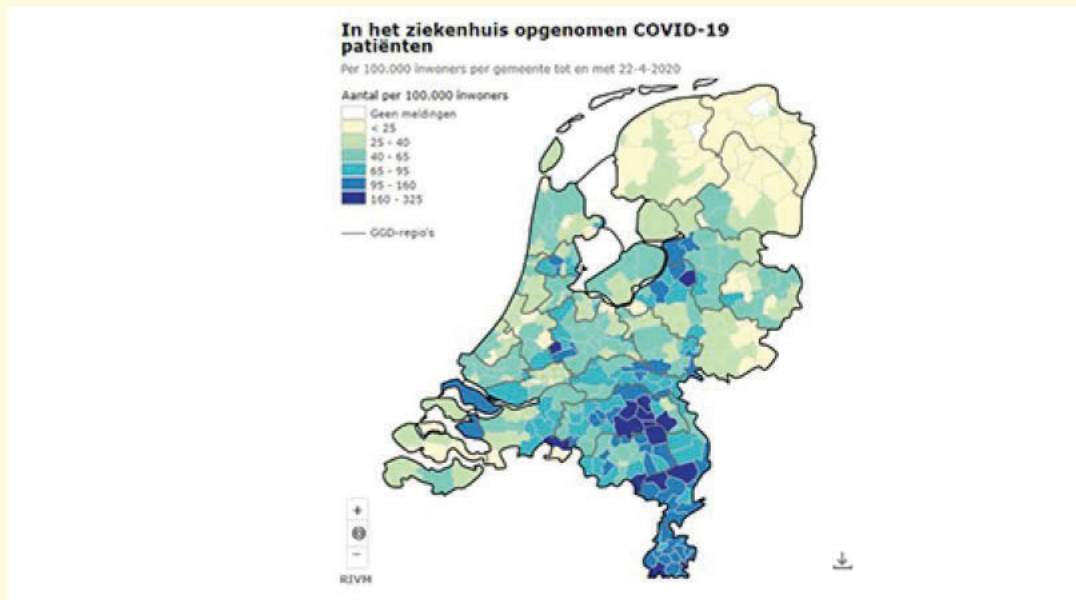 In het ziekenhuis opgenomen COVID-19
patiënten
Per 100.000 inwoners per gemeente tot en met 22-4-2020
Aantal per 100.000 inwoners
Geen meldingen
< 25
25 - 40
40 - 65
65 - 95
95 - 160
160 - 325
GGD-regio's
+
−
RIVM